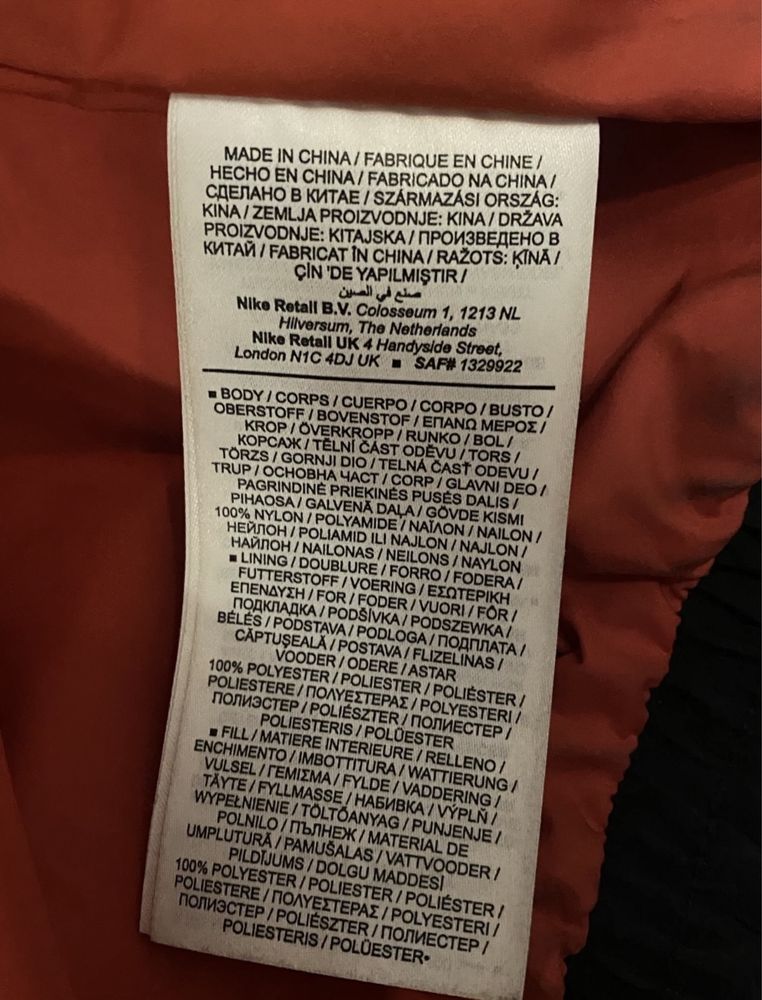 MADE IN CHINA / FABRIQUE EN CHINE /
HECHO EN CHINA / FABRICADO NA CHINA /
СДЕЛАНО В КИТАЕ / SZÁRMAZÁSI ORSZÁG:
KINA / ZEMLJA PROIZVODNJE: KINA / DRŽAVA
PROIZVODNJE: KITAJSKA / ПРОИЗВЕДЕНО В
КИТАЙ / FABRICAT ÎN CHINA / RAŽOTS: ĶĪNĀ /
ÇİN 'DE YAPILMIŞTIR /
صنع في الصين
Nike Retail B.V. Colosseum 1, 1213 NL
Hilversum, The Netherlands
Nike Retail UK 4 Handyside Street,
London N1C 4DJ UK ■ SAF# 1329922
■ BODY / CORPS / CUERPO / CORPO / BUSTO /
OBERSTOFF / BOVENSTOF / ΕΠΑΝΩ ΜΕΡΟΣ /
KROP / ÖVERKROPP / RUNKO / BOL /
КОРСАЖ / TĚLNÍ ČÁST ODĚVU / TORS /
TÖRZS / GORNJI DIO / TELNÁ ČASŤ ODEVU /
TRUP / ОСНОВНА ЧАСТ / CORP / GLAVNI DEO /
PAGRINDINĖ PRIEKINĖS PUSĖS DALIS /
PIHAOSA / GALVENĀ DAĻA / GÖVDE KISMI
100% NYLON / POLYAMIDE / ΝΑΪΛΟΝ / NAILON /
НЕЙЛОН / POLIAMID ILI NAJLON / NAJLON /
НАЙЛОН / NAILONAS / NEILONS / NAYLON
■ LINING / DOUBLURE / FORRO / FODERA /
FUTTERSTOFF / VOERING / ΕΣΩΤΕΡΙΚΗ
ΕΠΕΝΔΥΣΗ / FOR / FODER / VUORI / FÔR /
ПОДКЛАДКА / PODŠÍVKA / PODSZEWKA /
BÉLÉS / PODSTAVA / PODLOGA / ПОДПЛАТА /
CĂPTUŞEALĂ / POSTAVA / FLIZELINAS /
VOODER / ODERE / ASTAR
100% POLYESTER / POLIESTER / POLIÉSTER /
POLIESTERE / ΠΟΛΥΕΣΤΕΡΑΣ / POLYESTERI /
ПОЛИЭСТЕР / POLIÉSZTER / ПОЛИЕСТЕР /
POLIESTERIS / POLÜESTER
■ FILL / MATIERE INTERIEURE / RELLENO /
ENCHIMENTO / IMBOTTITURA / WATTIERUNG /
VULSEL / ΓΕΜΙΣΜΑ / FYLDE / VADDERING /
TÄYTE / FYLLMASSE / НАБИВКА / VÝPLŇ /
WYPEŁNIENIE / TÖLTŐANYAG / PUNJENJE /
POLNILO / ПЪЛНЕЖ / MATERIAL DE
UMPLUTURĂ / PAMUŠALAS / VATTVOODER /
PILDĪJUMS / DOLGU MADDESİ
100% POLYESTER / POLIESTER / POLIÉSTER /
POLIESTERE / ΠΟΛΥΕΣΤΕΡΑΣ / POLYESTERI /
ПОЛИЭСТЕР / POLIÉSZTER / ПОЛИЕСТЕР /
POLIESTERIS / POLÜESTER•